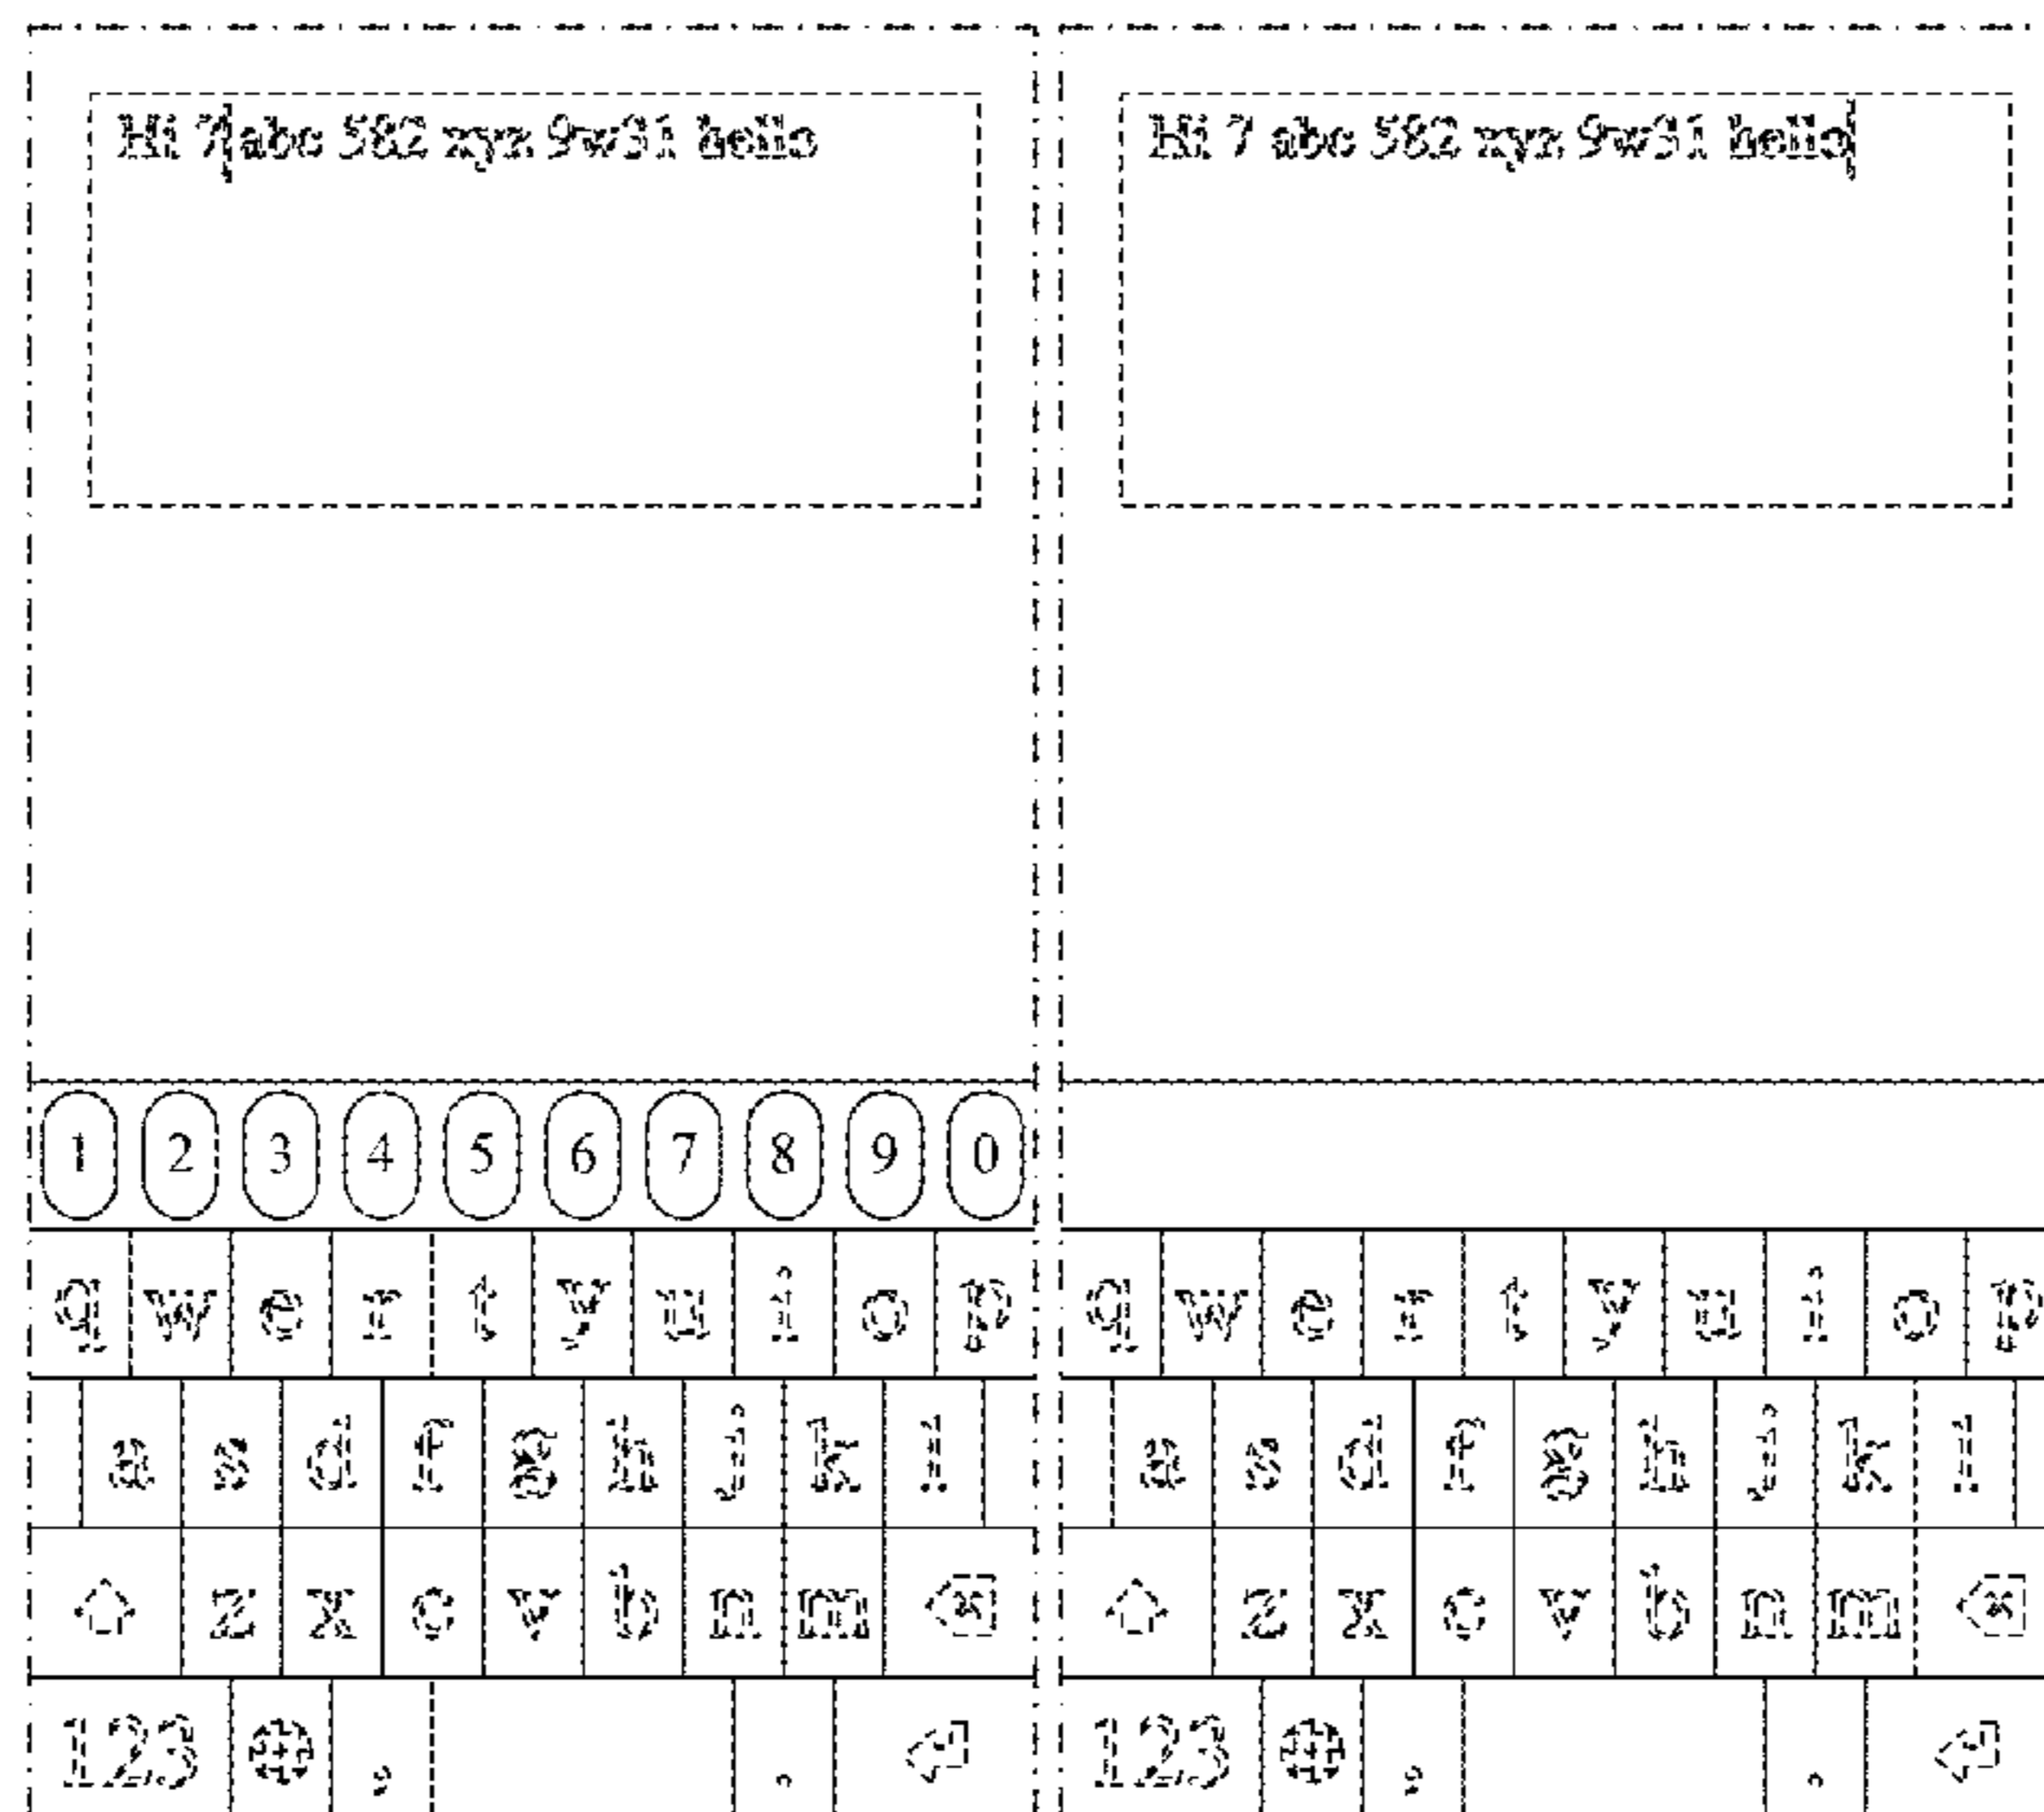 Hi 7 abc 582 xyz 9w31 hello
1 2 3 4 5 6 7 8 9 0
q w e r t y u i o p
a s d f g h j k l
z x c v b n m
123 , .
Hi 7 abc 582 xyz 9w31 hello
q w e r t y u i o p
a s d f g h j k l
z x c v b n m
123 , .